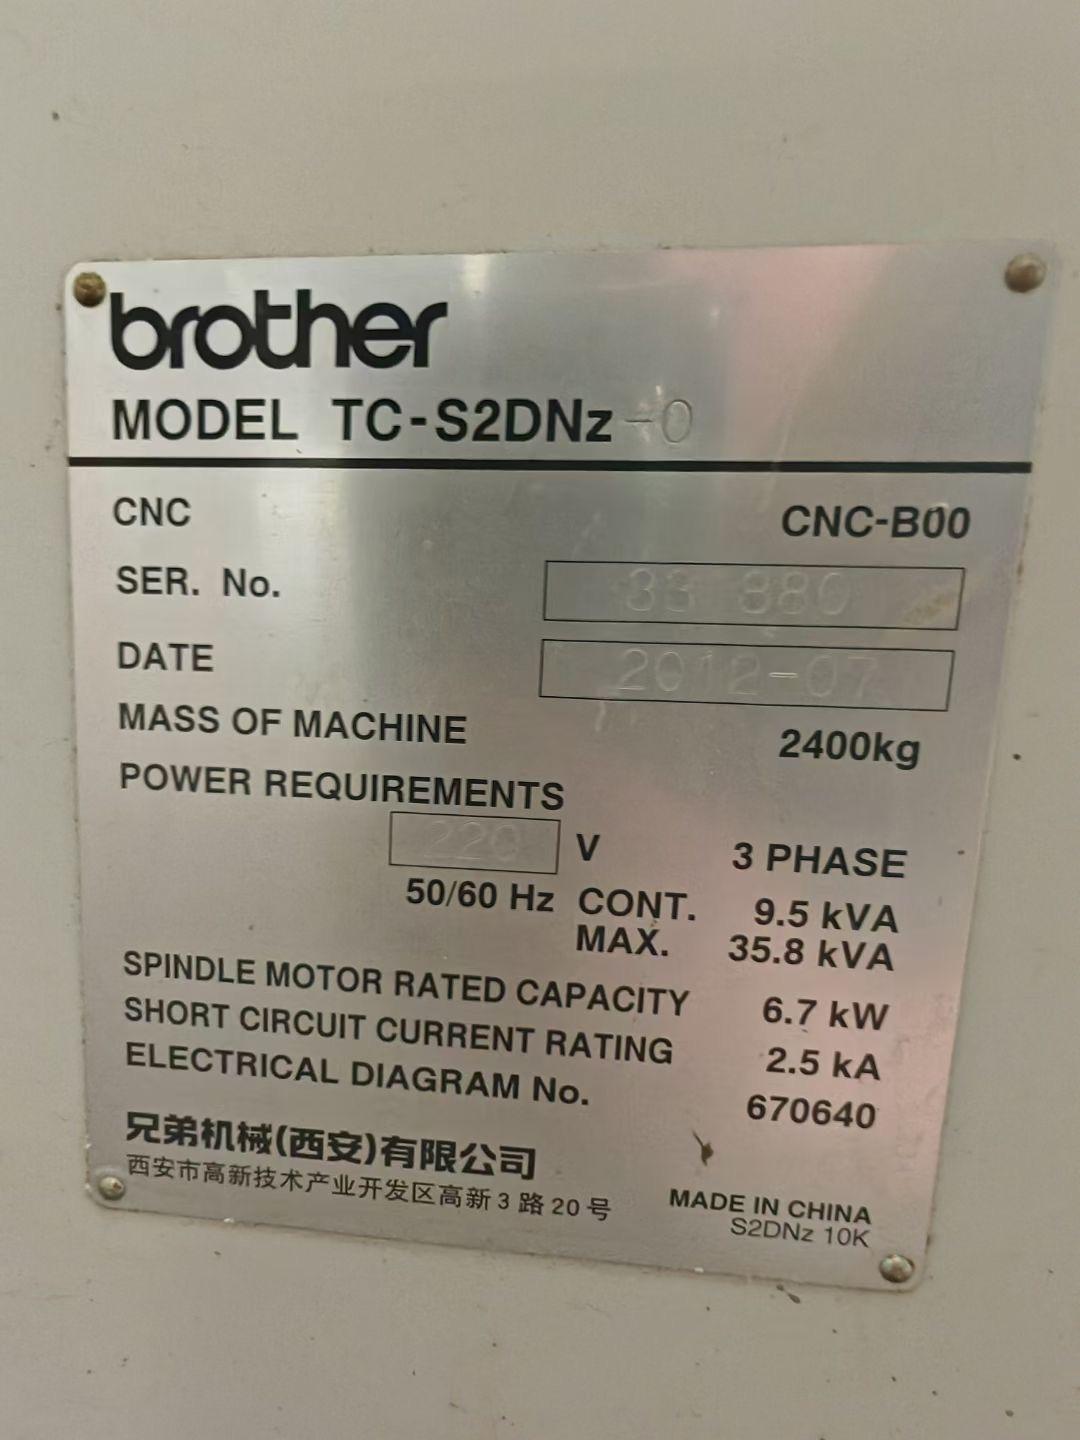 brother
MODEL TC-S2DNz-0
CNC CNC-B00
SER. No. 33 880
DATE 2012-07
MASS OF MACHINE 2400kg
POWER REQUIREMENTS
220 V 3 PHASE
50/60 Hz CONT. 9.5 kVA
MAX. 35.8 kVA
SPINDLE MOTOR RATED CAPACITY 6.7 kW
SHORT CIRCUIT CURRENT RATING 2.5 kA
ELECTRICAL DIAGRAM No. 670640
兄弟机械(西安)有限公司
西安市高新技术产业开发区高新3路20号
MADE IN CHINA
S2DNz 10K